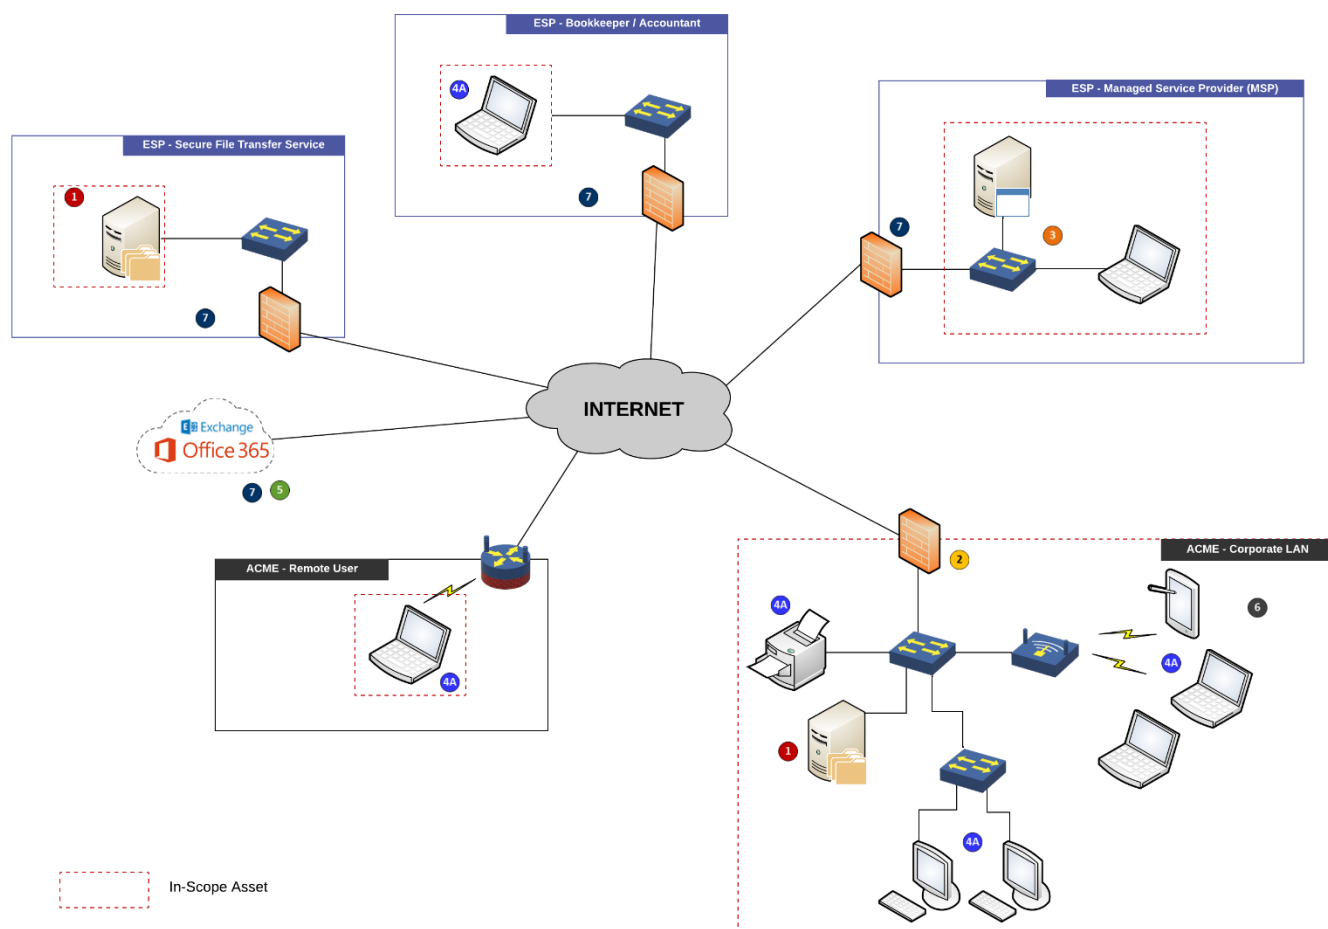 ESP - Bookkeeper / Accountant
4A
7
ESP - Managed Service Provider (MSP)
7
3
ESP - Secure File Transfer Service
1
7
INTERNET
E Exchange
Office 365
7 5
ACME - Remote User
4A
ACME - Corporate LAN
2
4A
6
4A
1
4A
In-Scope Asset